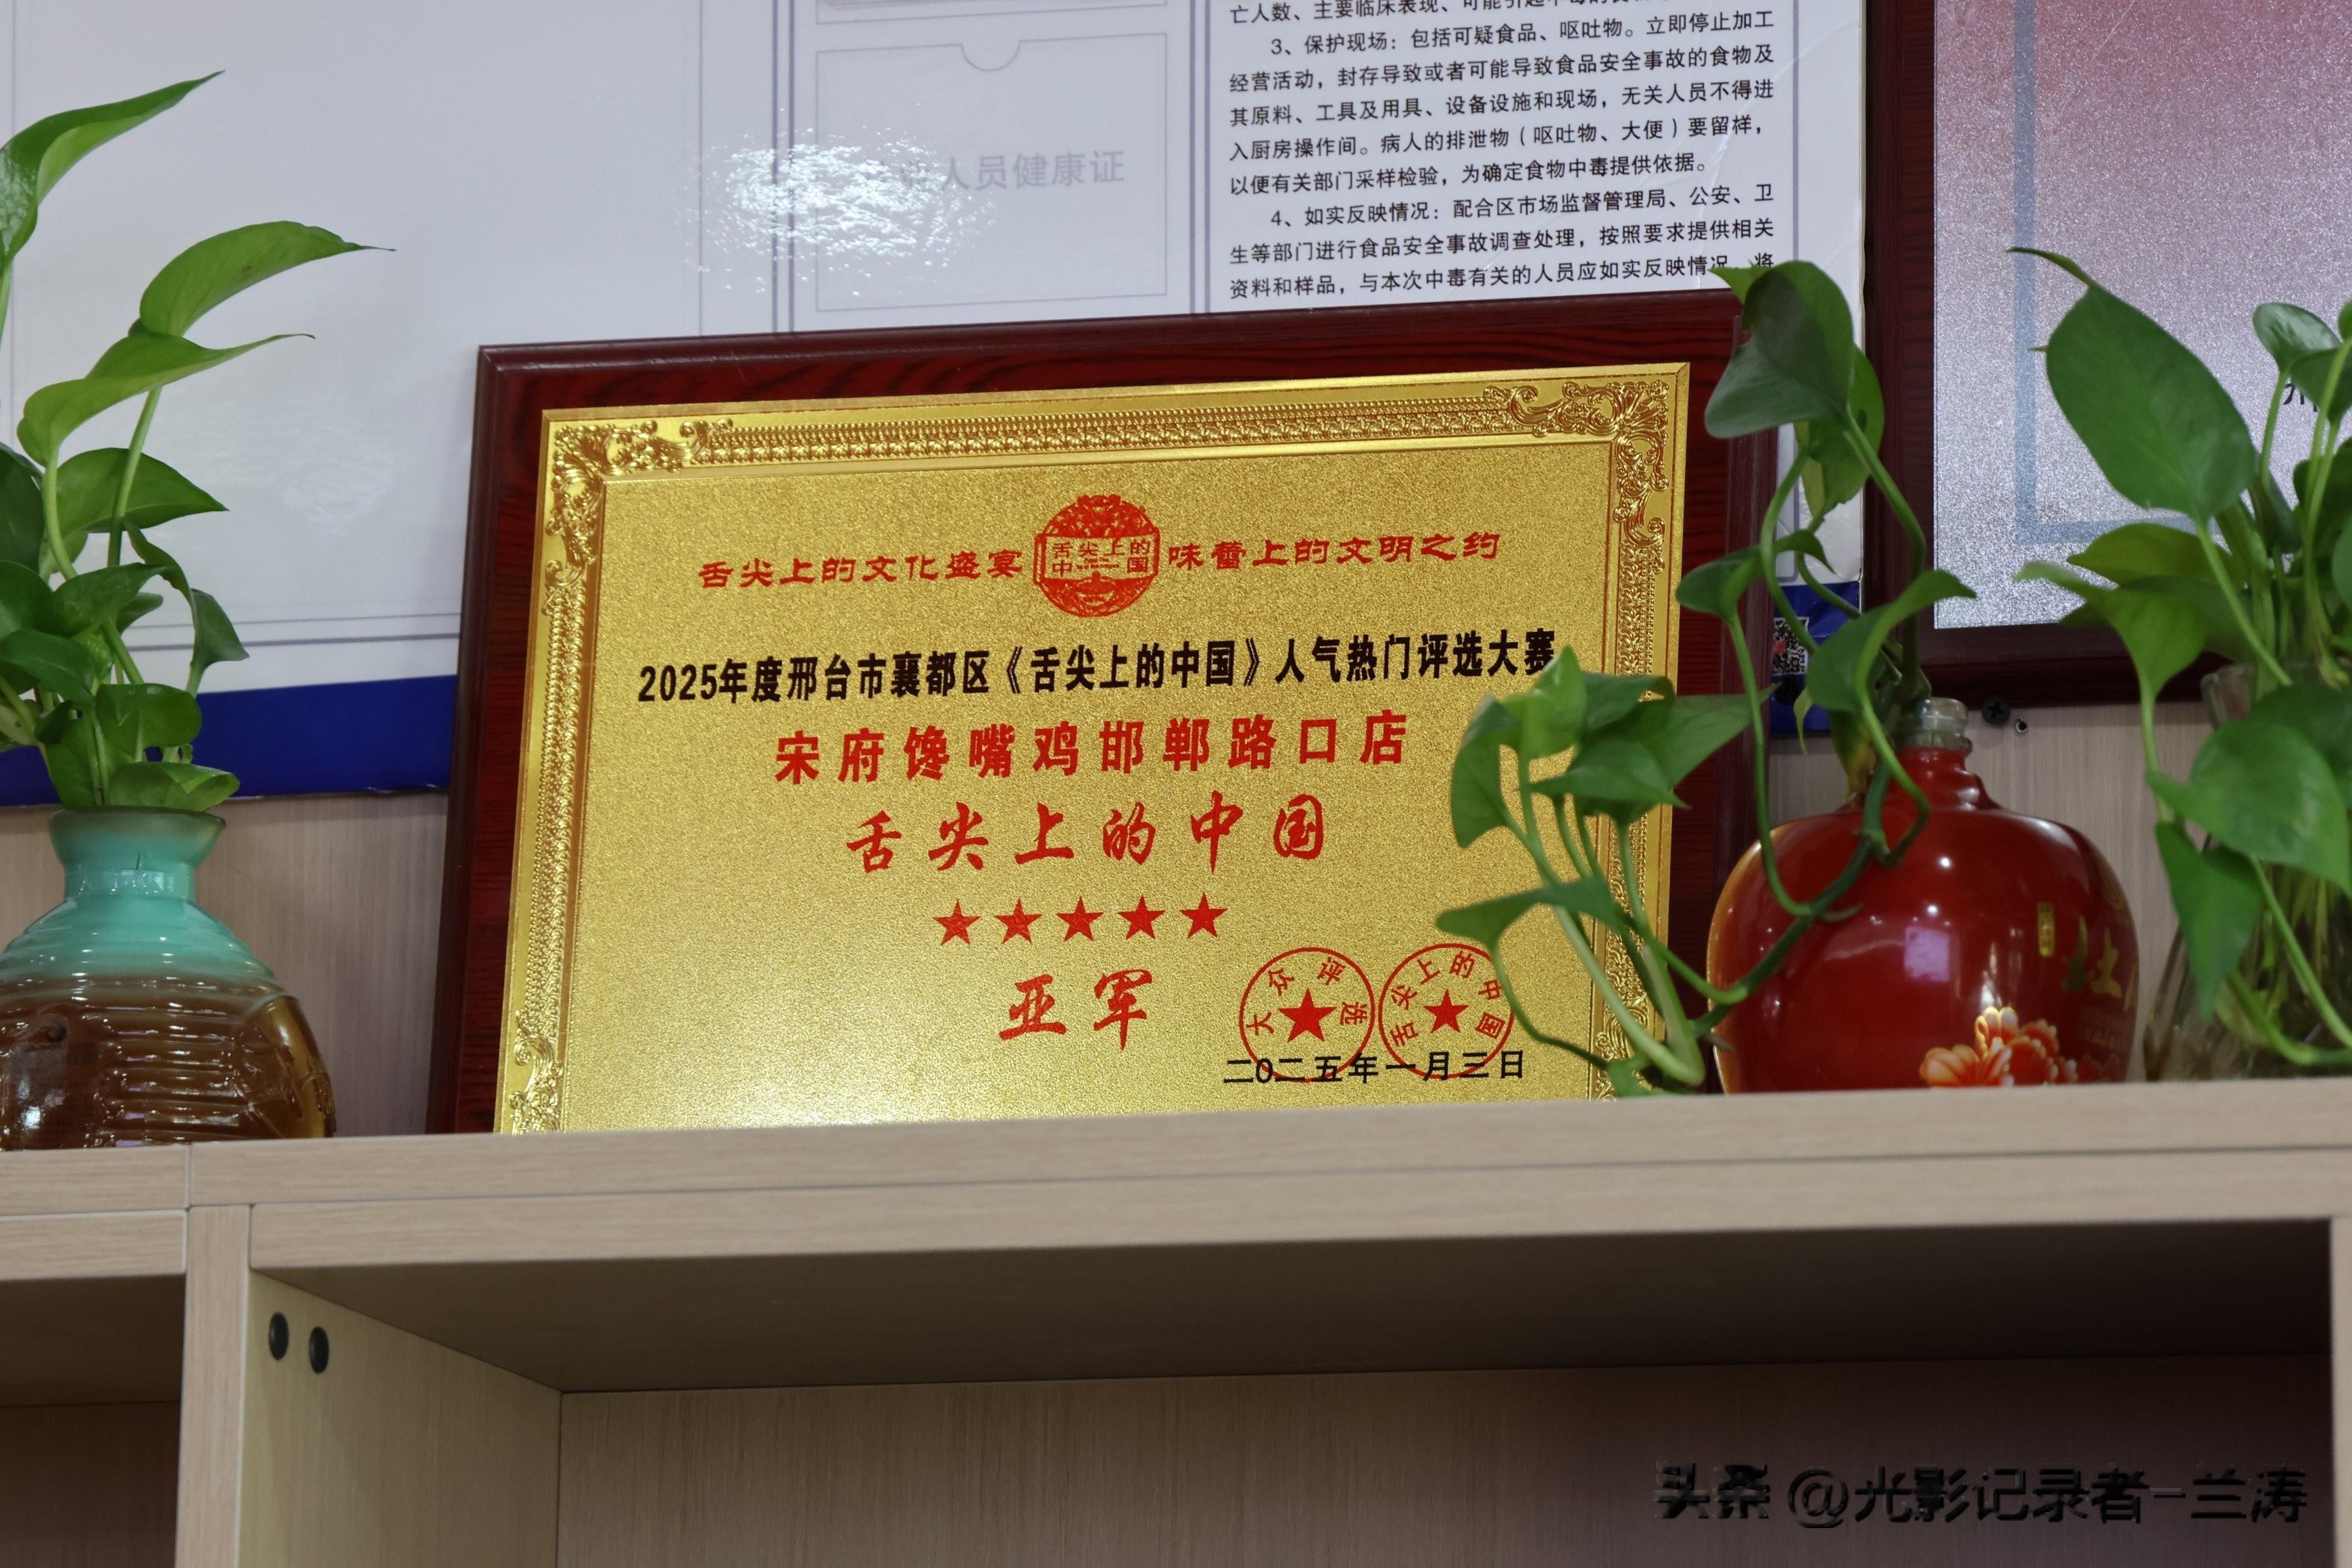 亡人数、主要临床表现、可能引起中毒的食
3、保护现场：包括可疑食品、呕吐物。立即停止加工
经营活动，封存导致或者可能导致食品安全事故的食物及
其原料、工具及用具、设备设施和现场，无关人员不得进
入厨房操作间。病人的排泄物（呕吐物、大便）要留样，
以便有关部门采样检验，为确定食物中毒提供依据。
4、如实反映情况：配合区市场监督管理局、公安、卫
生等部门进行食品安全事故调查处理，按照要求提供相关
资料和样品，与本次中毒有关的人员应如实反映情况，将
人员健康证
舌尖上的文化盛宴 舌尖上的中国 味蕾上的文明之约
2025年度邢台市襄都区《舌尖上的中国》人气热门评选大赛
宋府馋嘴鸡邯郸路口店
舌尖上的中国
★★★★★
亚军
大众评选
舌尖上的中国
二〇二五年一月三日
头条 @光影记录者-兰涛